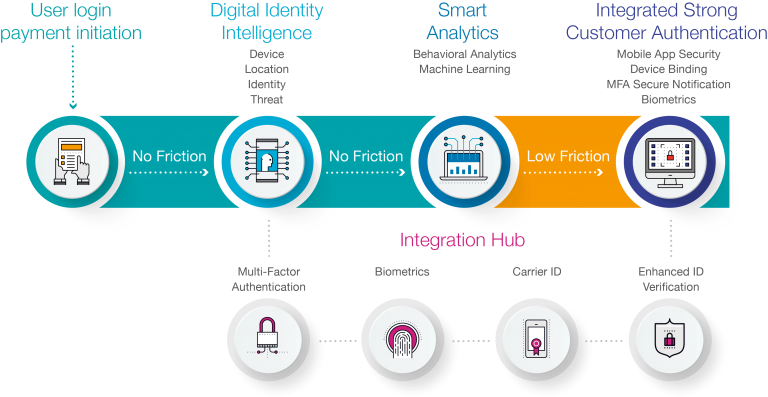 User login
payment initiation
Digital Identity
Intelligence
Device
Location
Identity
Threat
Smart
Analytics
Behavioral Analytics
Machine Learning
Integrated Strong
Customer Authentication
Mobile App Security
Device Binding
MFA Secure Notification
Biometrics
No Friction
No Friction
Low Friction
Integration Hub
Multi-Factor
Authentication
Biometrics
Carrier ID
Enhanced ID
Verification